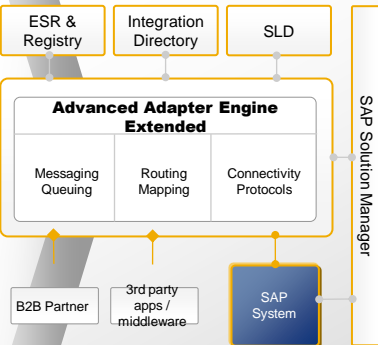 ESR &
Registry
Integration
Directory
SLD
Advanced Adapter Engine
Extended
Messaging
Queuing
Routing
Mapping
Connectivity
Protocols
SAP Solution Manager
B2B Partner
3rd party
apps /
middleware
SAP
System